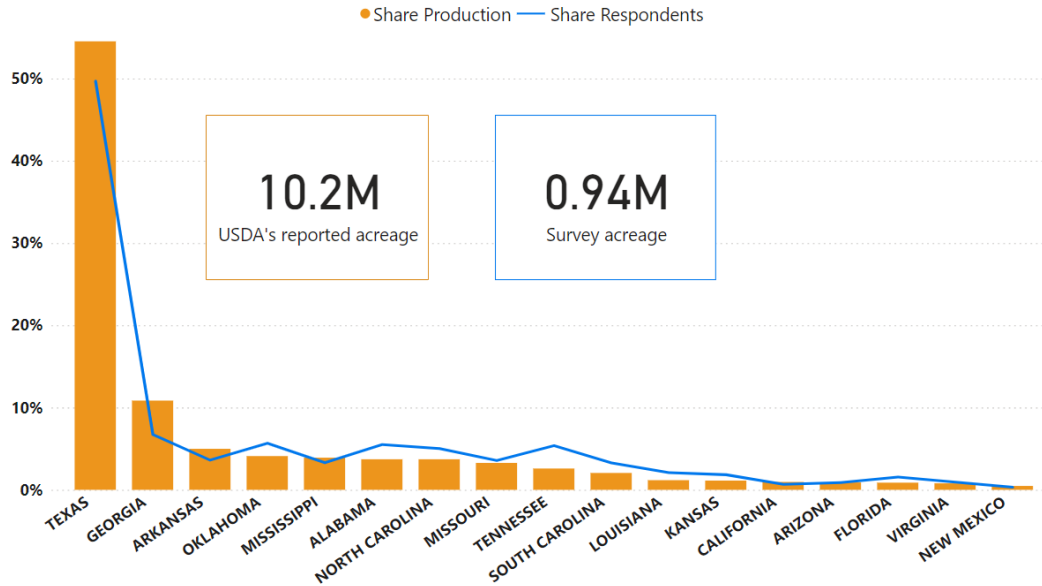 Share Production Share Respondents
50%
40%
30%
20%
10%
0%
10.2M
USDA's reported acreage
0.94M
Survey acreage
TEXAS
GEORGIA
ARKANSAS
OKLAHOMA
MISSISSIPPI
ALABAMA
NORTH CAROLINA
MISSOURI
TENNESSEE
SOUTH CAROLINA
LOUISIANA
KANSAS
CALIFORNIA
ARIZONA
FLORIDA
VIRGINIA
NEW MEXICO